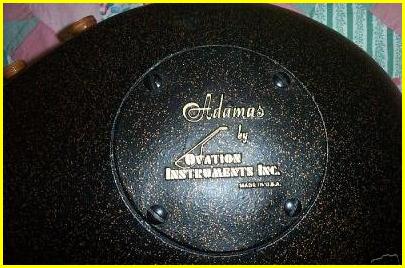 Adamas
by
OVATION
INSTRUMENTS INC.
MADE IN U.S.A.